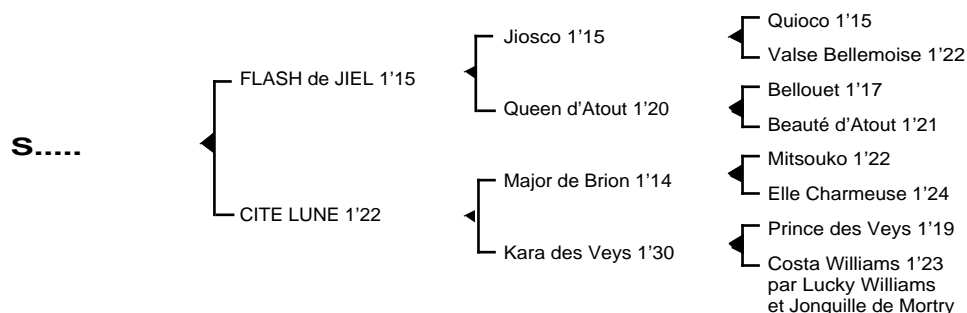 S.....
FLASH de JIEL 1’15
CITE LUNE 1’22
Jiosco 1’15
Queen d’Atout 1’20
Major de Brion 1’14
Kara des Veys 1’30
Quioco 1’15
Valse Bellemoise 1’22
Bellouet 1’17
Beauté d’Atout 1’21
Mitsouko 1’22
Elle Charmeuse 1’24
Prince des Veys 1’19
Costa Williams 1’23
par Lucky Williams
et Jonquille de Mortry